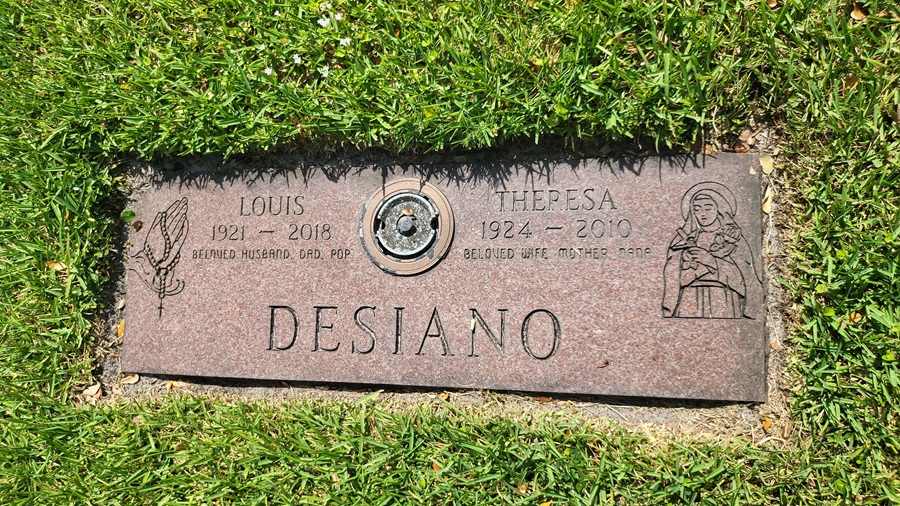 LOUIS
1921 – 2018
BELOVED HUSBAND, DAD, POP
THERESA
1924 – 2010
BELOVED WIFE, MOTHER, NANA
DESIANO